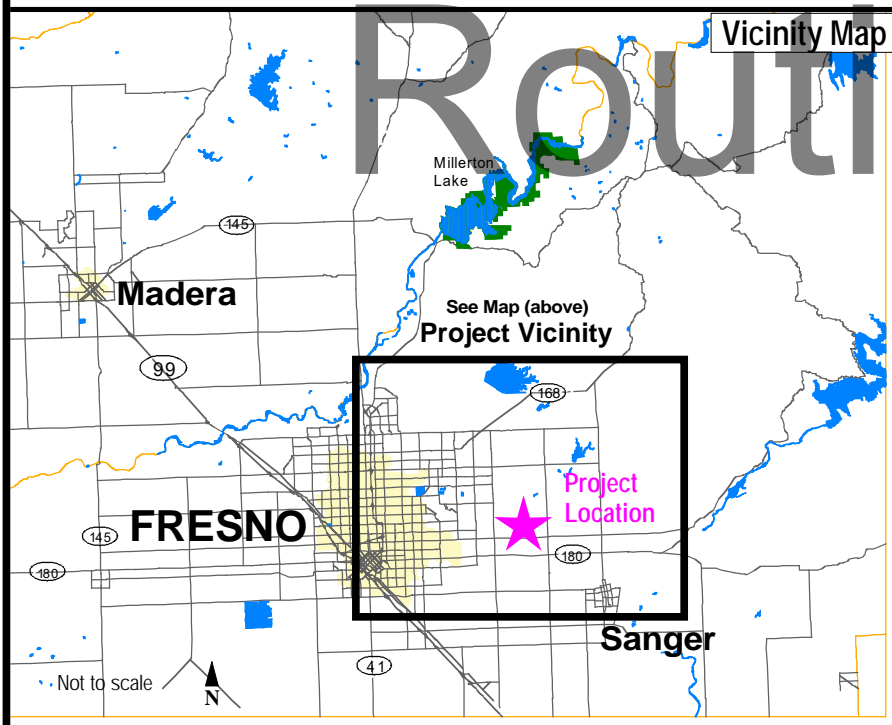 Vicinity Map
Rout
Millerton
Lake
145
Madera
See Map (above)
Project Vicinity
99
168
Project
Location
FRESNO
145
180
180
Sanger
41
Not to scale
N